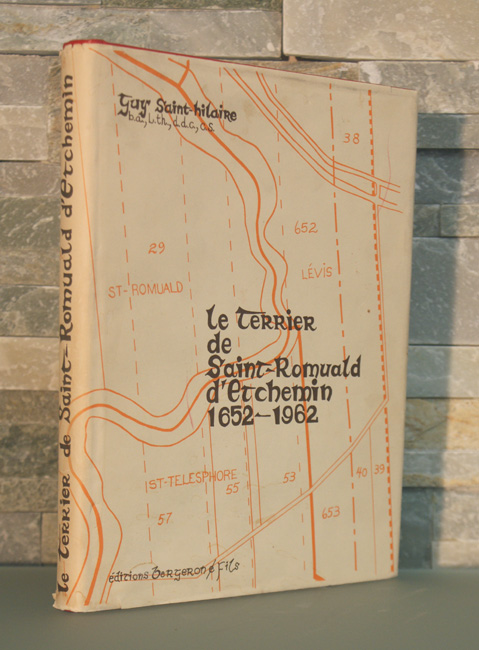 le Terrier de Saint-Romuald d'Etchemin
Guy Saint-hilaire
b.a., l.th., d.d.c., o.s.
38
652
29
LÉVIS
ST-ROMUALD
le Terrier
de
Saint-Romuald
d'Etchemin
1652-1962
ST-TELESPHORE
55
53
40
39
57
653
éditions Bergeron & Fils